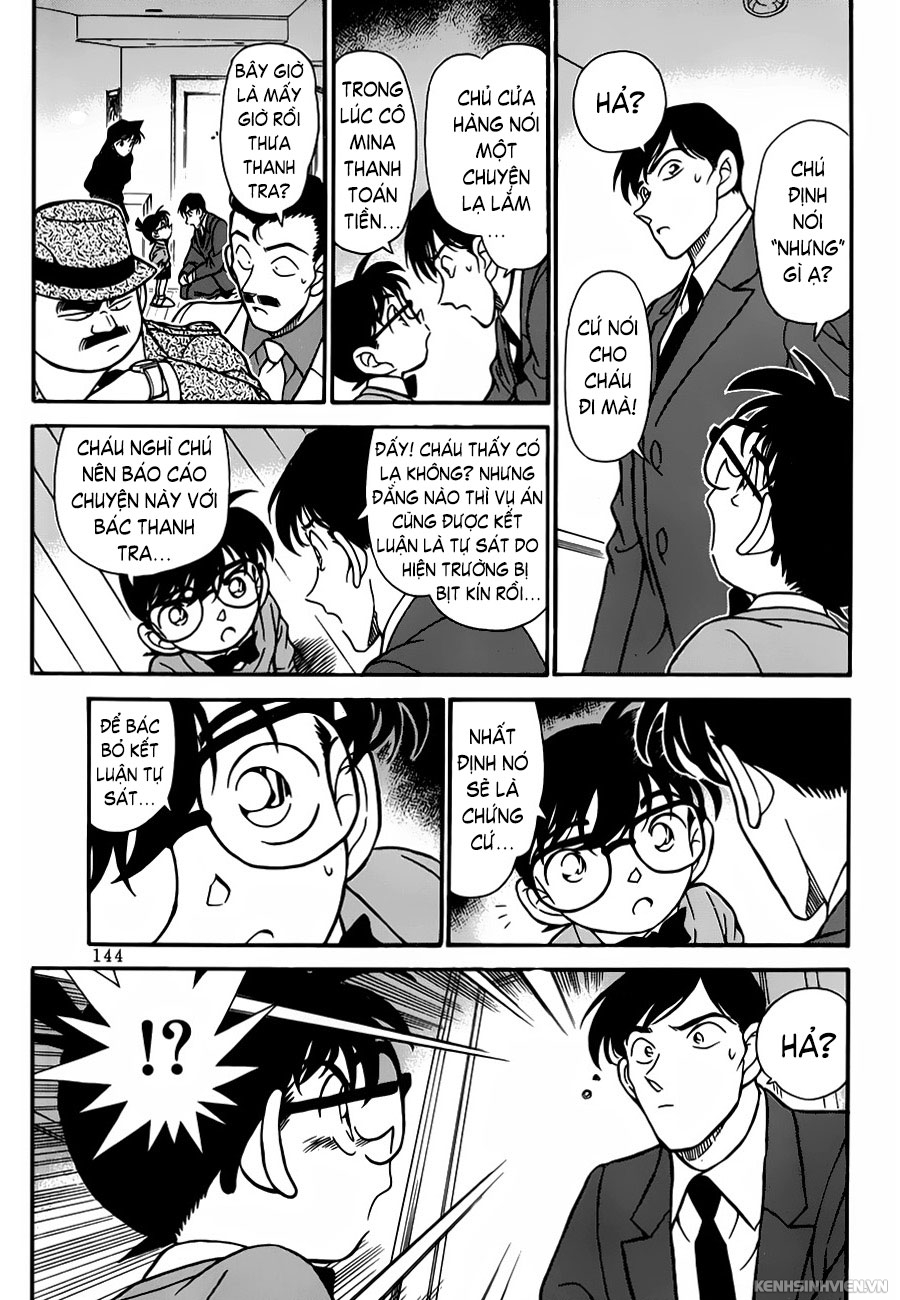 HẢ?
CHÚ
ĐỊNH
NÓI
"NHƯNG"
GÌ Ạ?
CỨ NÓI
CHO
CHÁU
ĐI MÀ!
CHỦ CỬA
HÀNG NÓI
MỘT
CHUYỆN
LẠ LẮM
...
TRONG
LÚC CÔ
MINA
THANH
TOÁN
TIỀN...
BÂY GIỜ
LÀ MẤY
GIỜ RỒI
THƯA
THANH
TRA?
ĐẤY! CHÁU THẤY CÓ
LẠ KHÔNG? NHƯNG
ĐẰNG NÀO THÌ VỤ ÁN
CŨNG ĐƯỢC KẾT
LUẬN LÀ TỰ SÁT DO
HIỆN TRƯỜNG BỊ
BỊT KÍN RỒI...
CHÁU NGHĨ CHÚ
NÊN BÁO CÁO
CHUYỆN NÀY VỚI
BÁC THANH
TRA...
NHẤT
ĐỊNH NÓ
SẼ LÀ
CHỨNG
CỨ...
ĐỂ BÁC
BỎ KẾT
LUẬN TỰ
SÁT...
144
HẢ?
!?
KENHSINHVIEN.VN